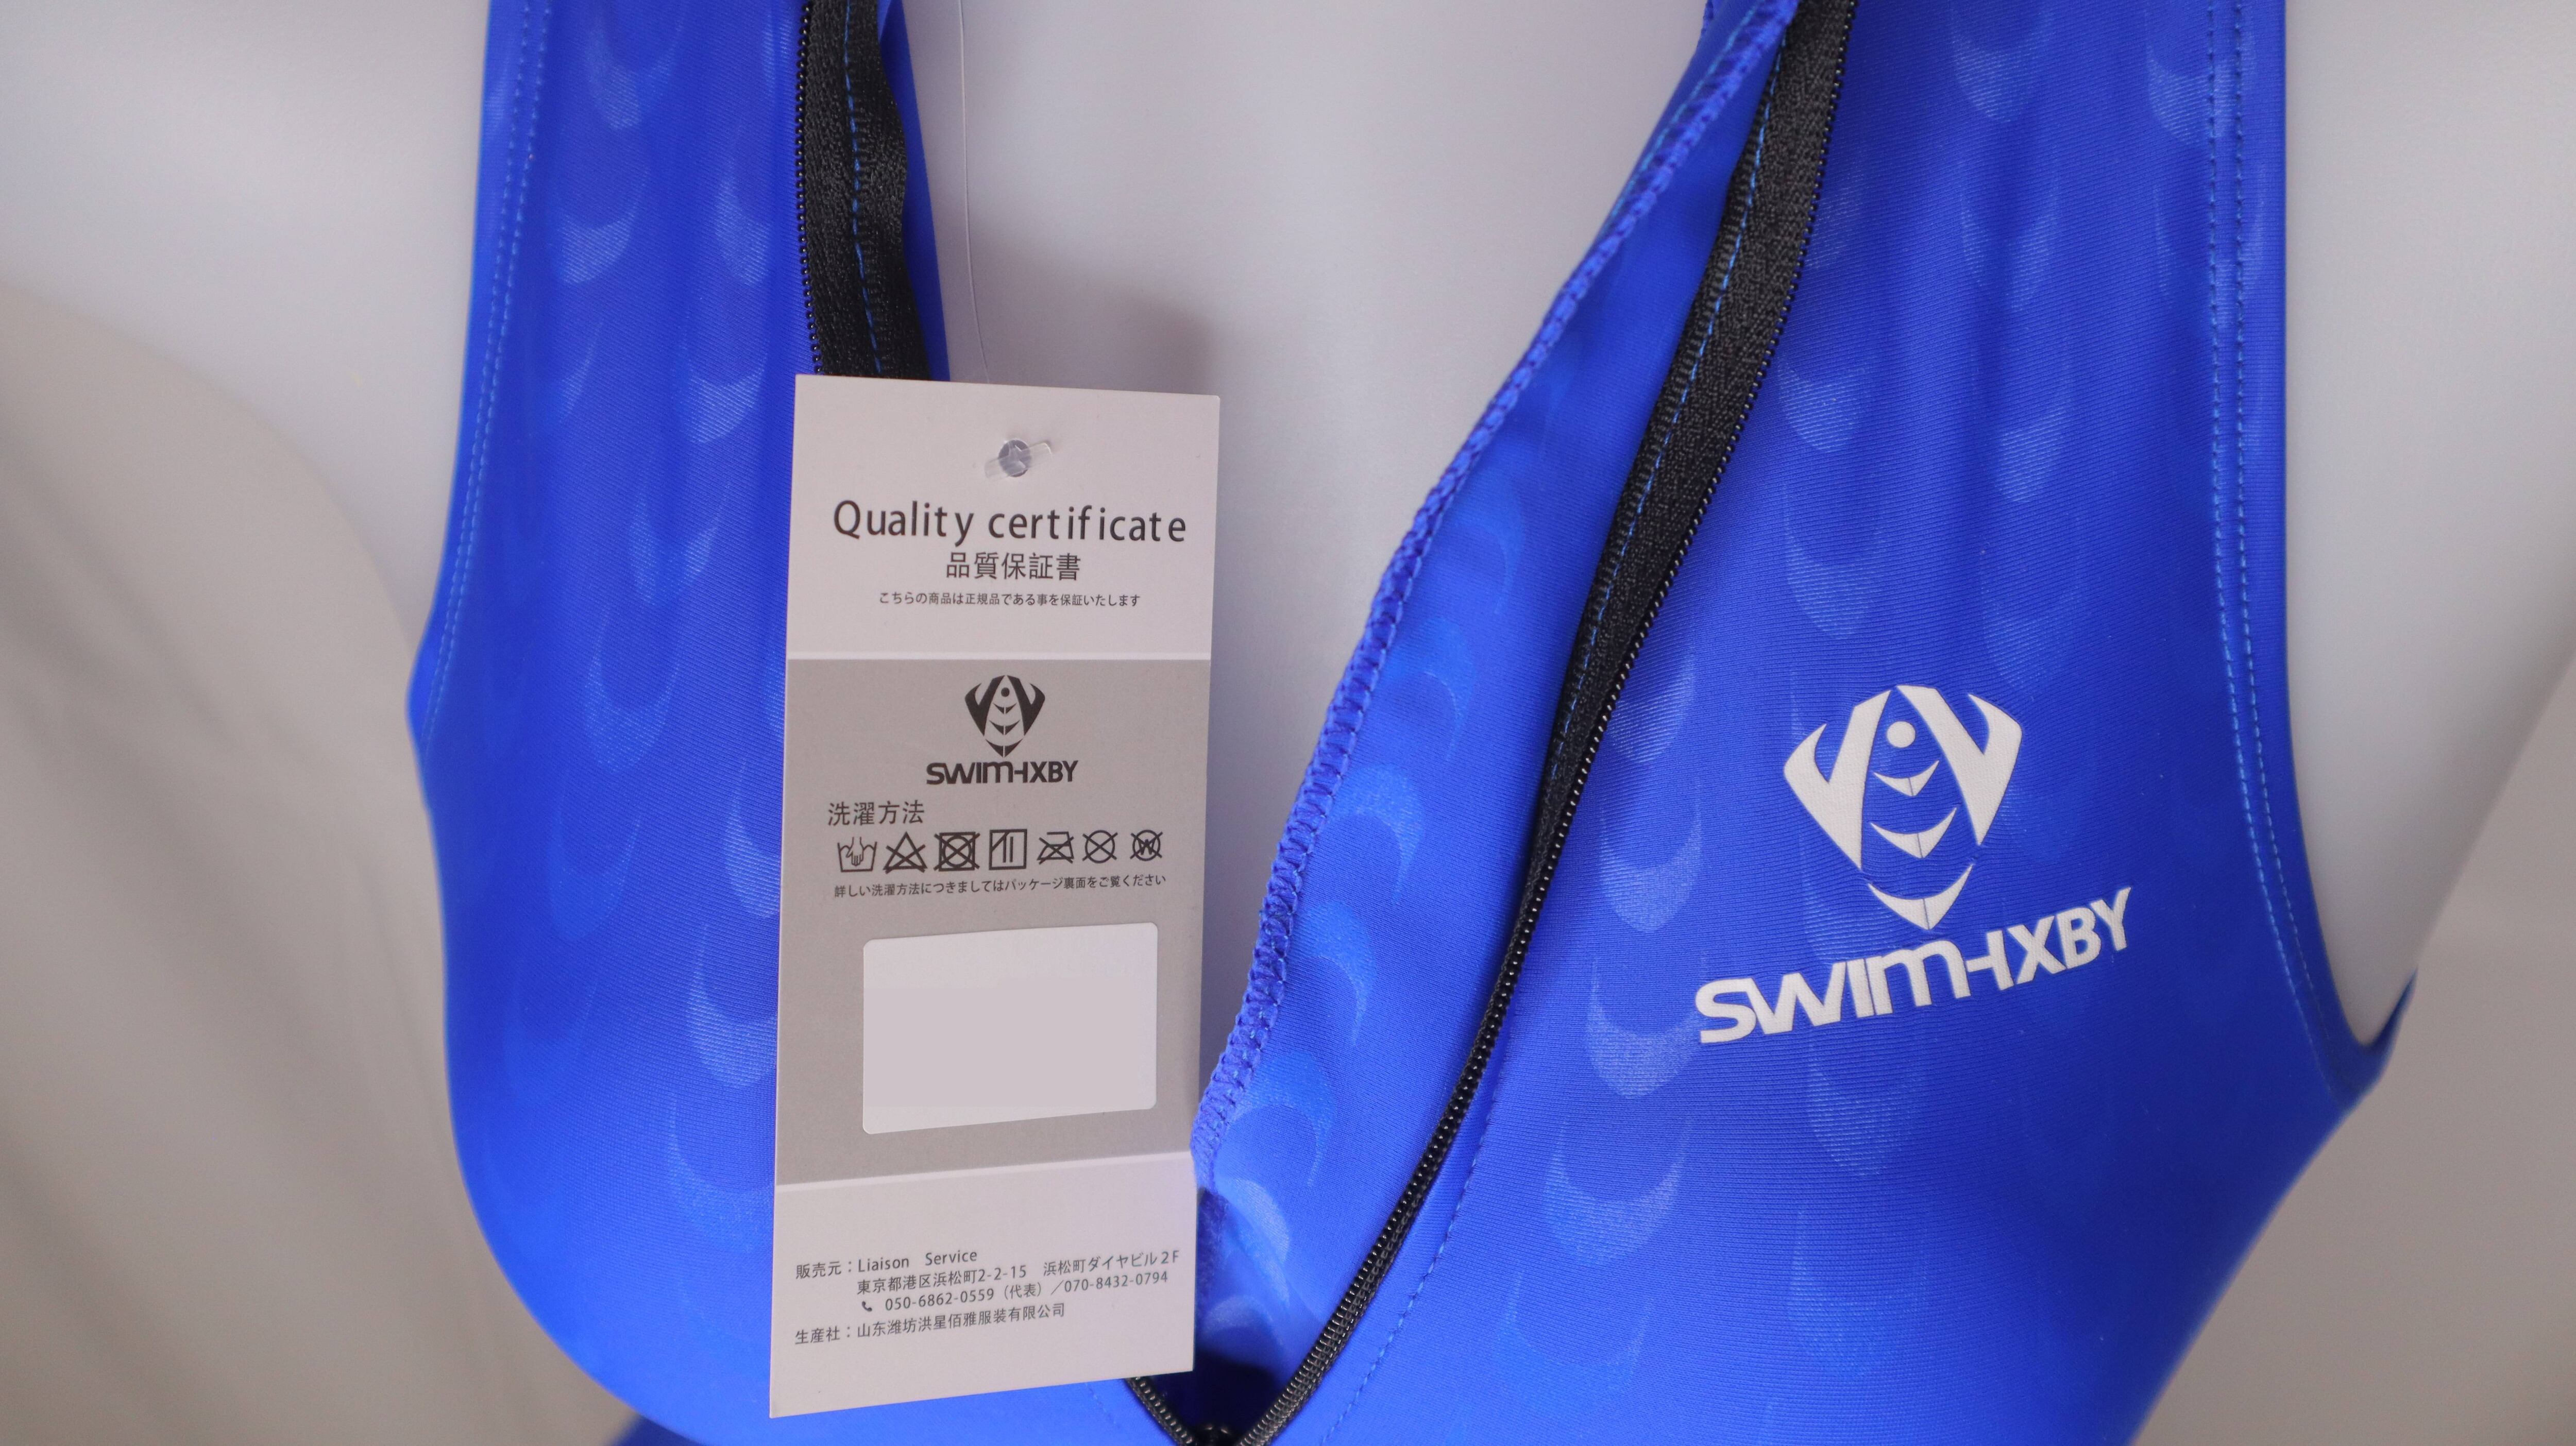 Quality certificate
品質保証書
こちらの商品は正規品である事を保証いたします
SWIM-HXBY
洗濯方法
W
詳しい洗濯方法につきましてはパッケージ裏面をご覧ください
販売元：Liaison Service
東京都港区浜松町2-2-15 浜松町ダイヤビル2F
050-6862-0559（代表）／070-8432-0794
生産社：山东潍坊洪星佰雅服装有限公司
SWIM-HXBY